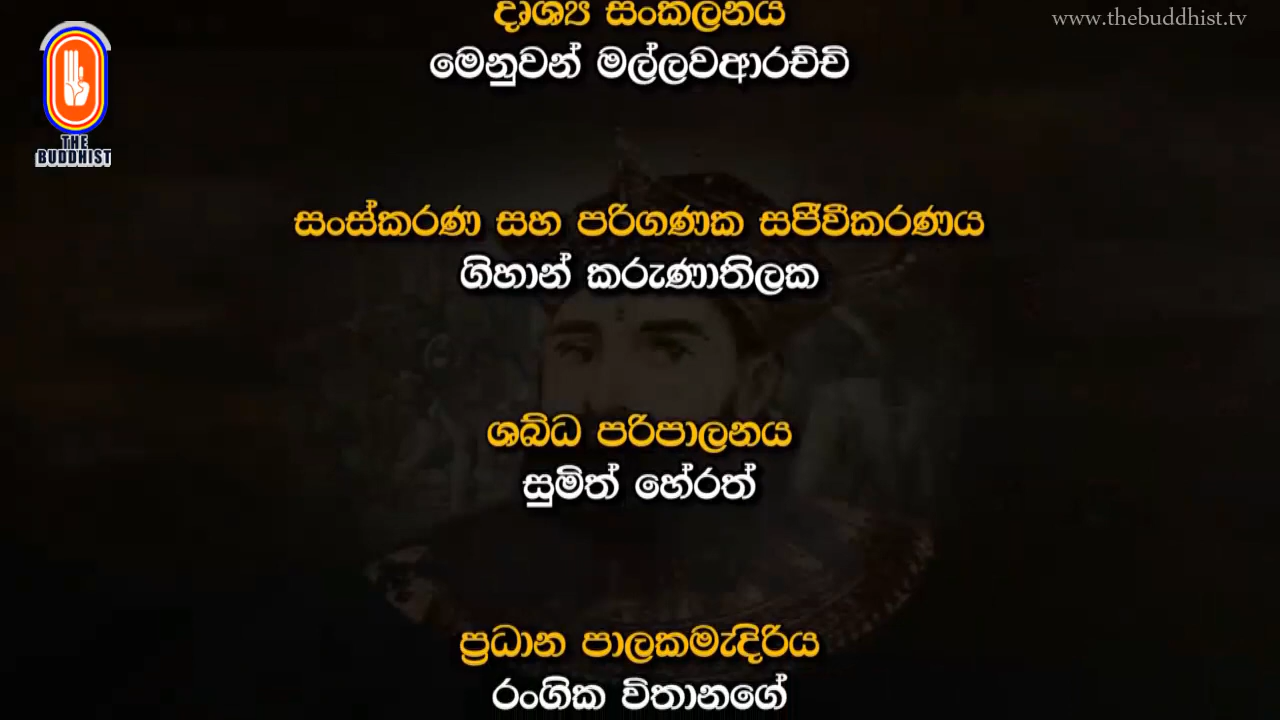 www.thebuddhist.tv
දෘශ්‍ය සංකලනය
මෙනුවන් මල්ලවආරච්චි
THE
BUDDHIST
සංස්කරණ සහ පරිගණක සජීවීකරණය
ගිහාන් කරුණාතිලක
ශබ්ධ පරිපාලනය
සුමිත් හේරත්
ප්‍රධාන පාලකමැදිරිය
රංගික විතානගේ